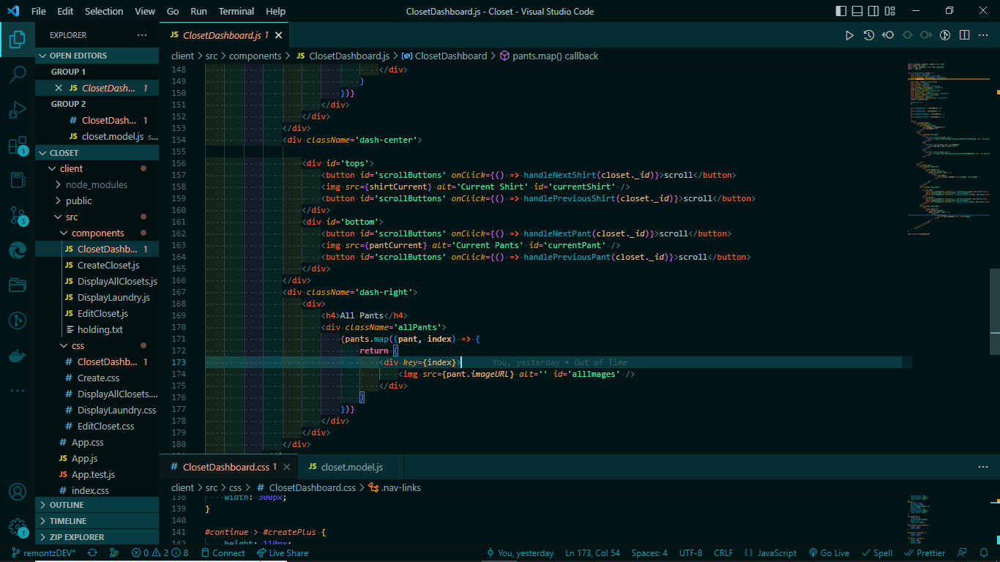 File Edit Selection View Go Run Terminal Help
ClosetDashboard.js - Closet - Visual Studio Code
EXPLORER
OPEN EDITORS
GROUP 1
JS ClosetDash... 1
GROUP 2
# ClosetDash... 1
JS closet.model.js s...
CLOSET
client
node_modules
public
src
components
JS ClosetDashb... 1
JS CreateCloset.js
JS DisplayAllClosets.js
JS DisplayLaundry.js
JS EditCloset.js
holding.txt
css
# ClosetDashb... 1
# Create.css
# DisplayAllClosets....
# DisplayLaundry.css
# EditCloset.css
# App.css
JS App.js
JS App.test.js
# index.css
OUTLINE
TIMELINE
ZIP EXPLORER
1
3
1
JS ClosetDashboard.js 1
client > src > components > JS ClosetDashboard.js > ClosetDashboard > pants.map() callback
148 </div>
149 )
150 })}
151 </div>
152 </div>
153 </div>
154 <div className='dash-center'>
155
156 <div id='tops'>
157 <button id='scrollButtons' onClick={() => handleNextShirt(closet._id)}>scroll</button>
158 <img src={shirtCurrent} alt='Current Shirt' id='currentShirt' />
159 <button id='scrollButtons' onClick={() => handlePreviousShirt(closet._id)}>scroll</button>
160 </div>
161 <div id='bottom'>
162 <button id='scrollButtons' onClick={() => handleNextPant(closet._id)}>scroll</button>
163 <img src={pantCurrent} alt='Current Pants' id='currentPant' />
164 <button id='scrollButtons' onClick={() => handlePreviousPant(closet._id)}>scroll</button>
165 </div>
166 </div>
167 <div className='dash-right'>
168 <div>
169 <h4>All Pants</h4>
170 <div className='allPants'>
171 {pants.map((pant, index) => {
172 return (
173 <div key={index}> You, yesterday • Out of Time
174 <img src={pant.imageURL} alt='' id='allImages' />
175 </div>
176 )
177 })}
178 </div>
179 </div>
180 </div>
# ClosetDashboard.css 1
JS closet.model.js
client > src > css > # ClosetDashboard.css > .nav-links
138 width: 300px;
139 }
140
141 #continue > #createPlus {
height: 110px;
remontzDEV* 0 2 8 Connect Live Share You, yesterday Ln 173, Col 54 Spaces: 4 UTF-8 CRLF {} JavaScript Go Live Spell Prettier